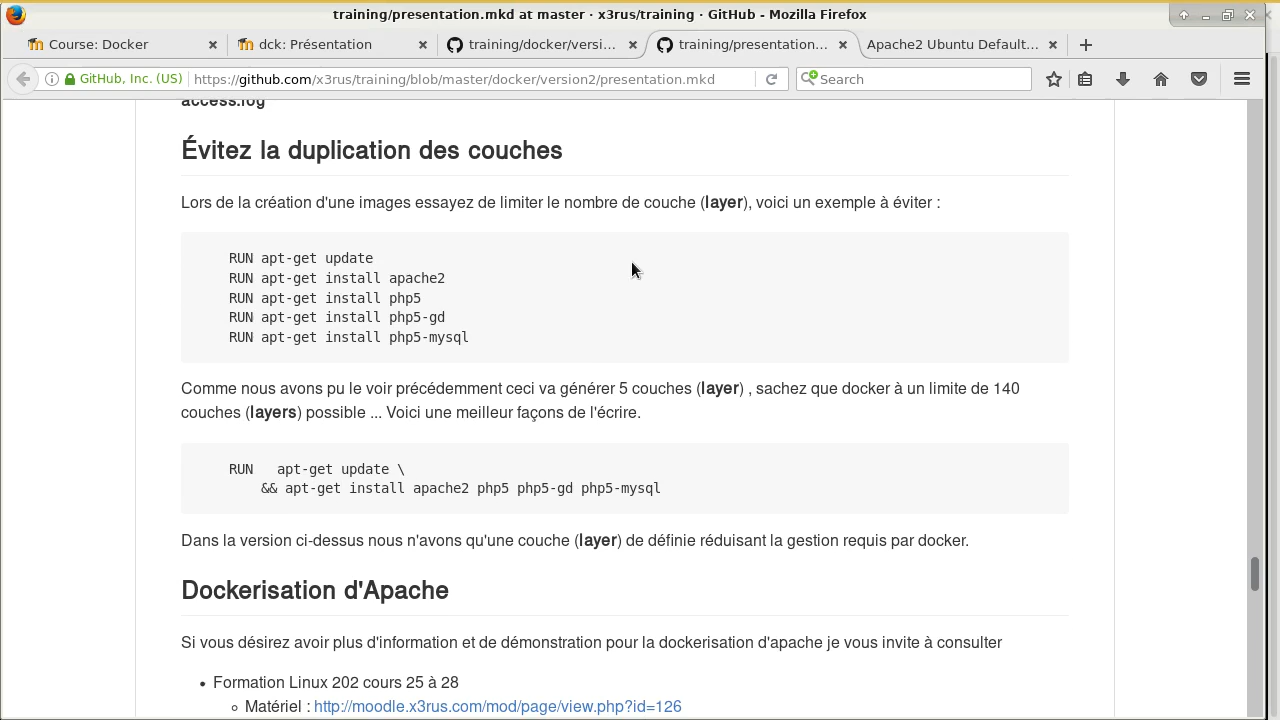 training/presentation.mkd at master · x3rus/training · GitHub - Mozilla Firefox
Course: Docker
dck: Présentation
training/docker/versi...
training/presentation...
Apache2 Ubuntu Default...
GitHub, Inc. (US)
https://github.com/x3rus/training/blob/master/docker/version2/presentation.mkd
Search
access.log
Évitez la duplication des couches
Lors de la création d'une images essayez de limiter le nombre de couche (layer), voici un exemple à éviter :
RUN apt-get update
RUN apt-get install apache2
RUN apt-get install php5
RUN apt-get install php5-gd
RUN apt-get install php5-mysql
Comme nous avons pu le voir précédemment ceci va générer 5 couches (layer) , sachez que docker à un limite de 140
couches (layers) possible ... Voici une meilleur façons de l'écrire.
RUN   apt-get update \
&& apt-get install apache2 php5 php5-gd php5-mysql
Dans la version ci-dessus nous n'avons qu'une couche (layer) de définie réduisant la gestion requis par docker.
Dockerisation d'Apache
Si vous désirez avoir plus d'information et de démonstration pour la dockerisation d'apache je vous invite à consulter
• Formation Linux 202 cours 25 à 28
◦ Matériel : http://moodle.x3rus.com/mod/page/view.php?id=126